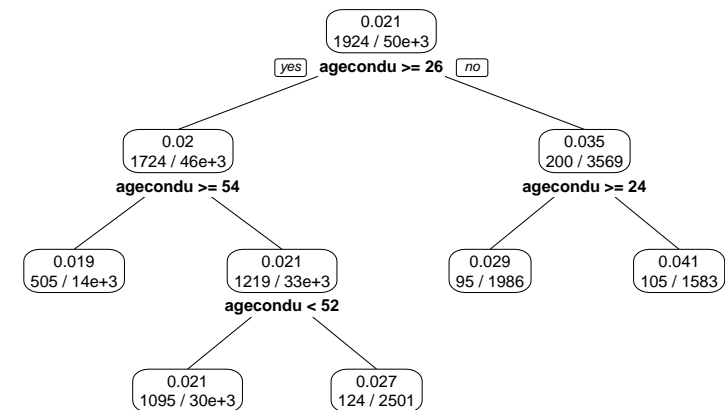 0.021
1924 / 50e+3
yes agecondu >= 26 no
0.02
1724 / 46e+3
agecondu >= 54
0.035
200 / 3569
agecondu >= 24
0.019
505 / 14e+3
0.021
1219 / 33e+3
agecondu < 52
0.029
95 / 1986
0.041
105 / 1583
0.021
1095 / 30e+3
0.027
124 / 2501